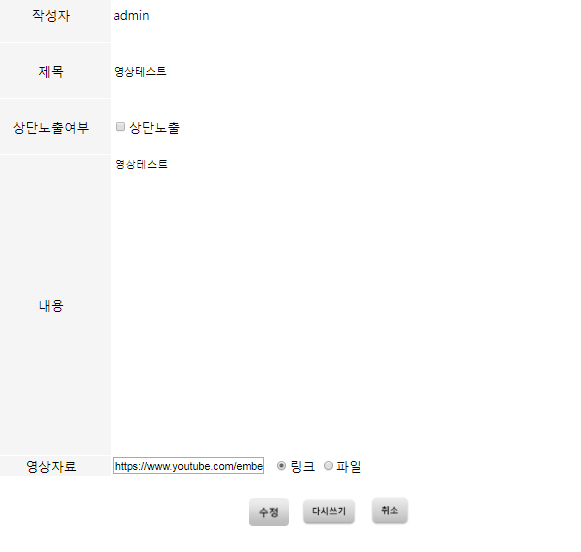 작성자 admin
제목 영상테스트
상단노출여부 상단노출
영상테스트
내용
영상자료 https://www.youtube.com/embe 링크 파일
수정 다시쓰기 취소